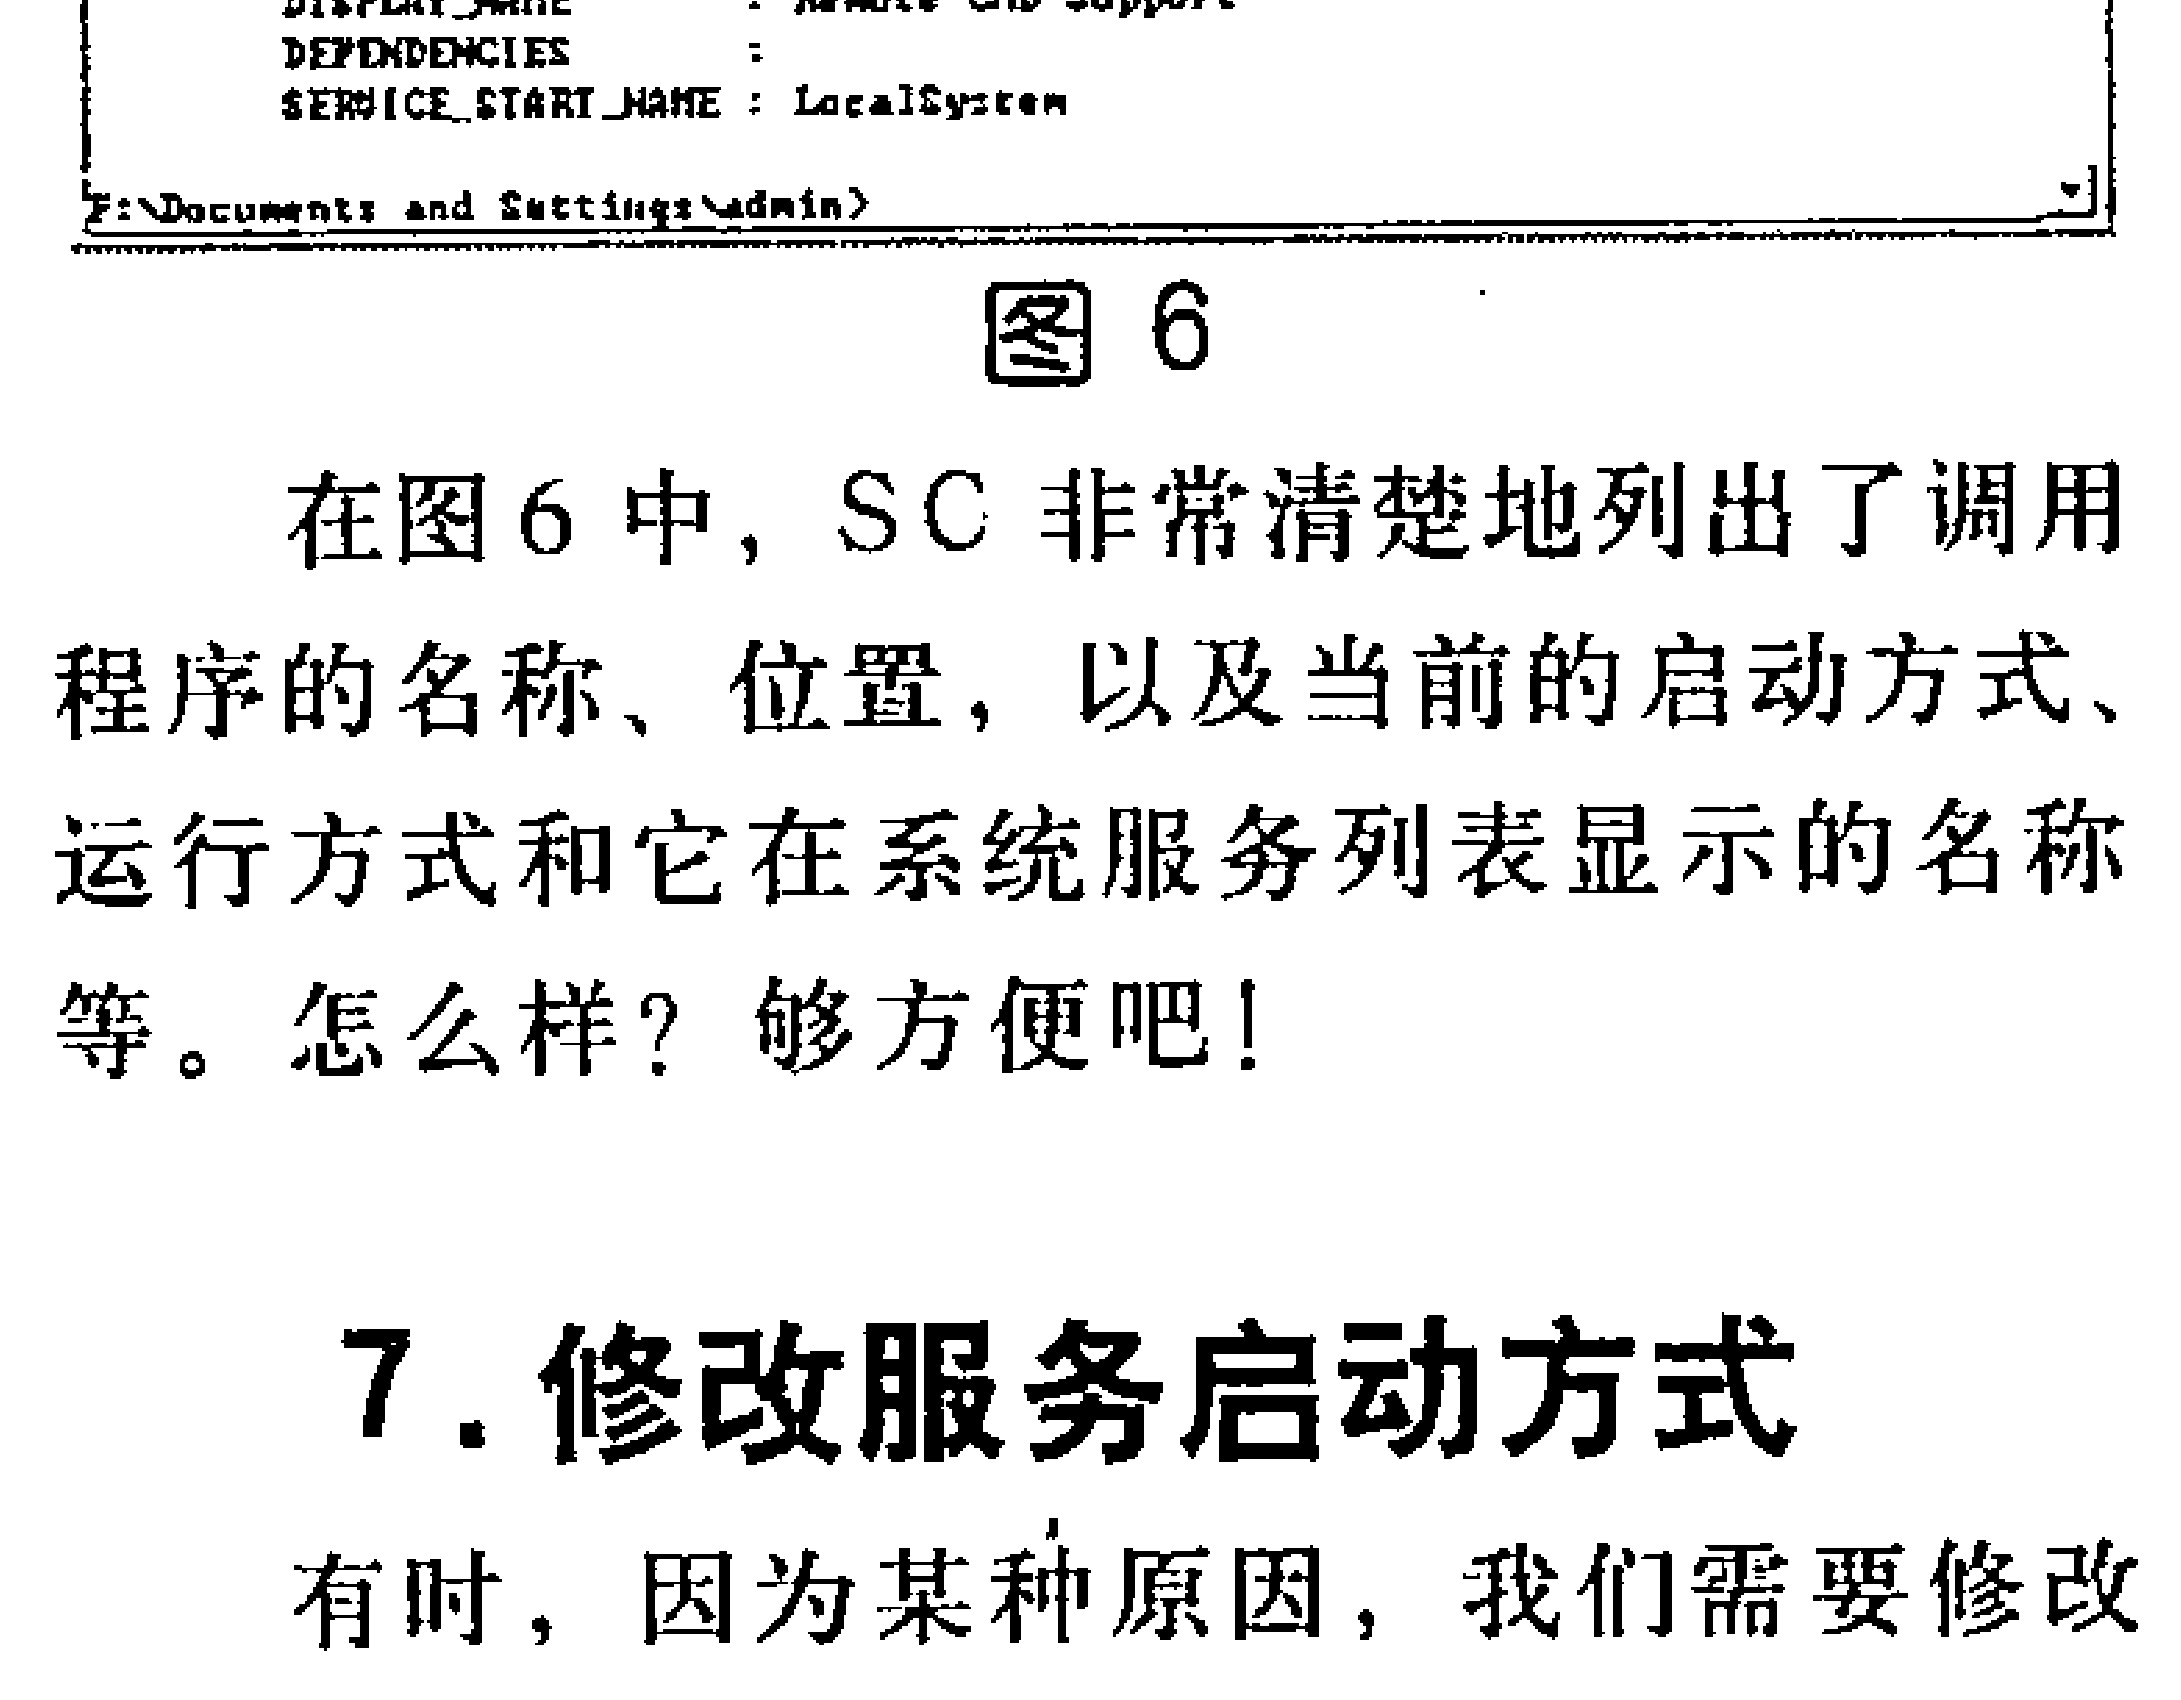 DISPLAY_NAME : Remote CMD Support
DEPENDENCIES :
SERVICE_START_NAME : LocalSystem
F:\Documents and Settings\admin>
图 6
在图6 中，SC 非常清楚地列出了调用
程序的名称、位置，以及当前的启动方式、
运行方式和它在系统服务列表显示的名称
等。怎么样？够方便吧！
7.修改服务启动方式
有时，因为某种原因，我们需要修改